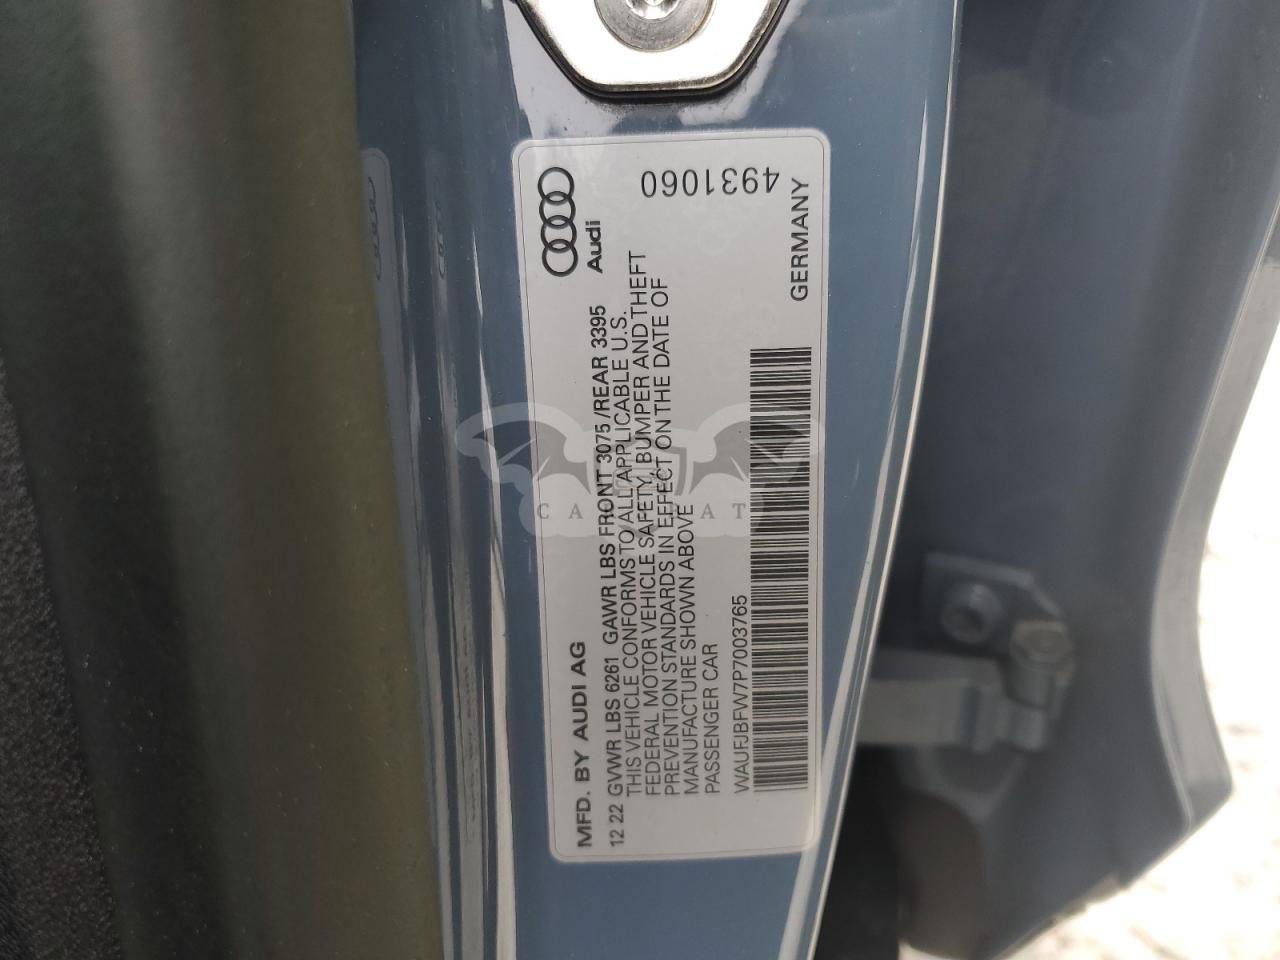 Audi
4931060
GERMANY
MFD. BY AUDI AG
12 22 GVWR LBS 6261 GAWR LBS FRONT 3075/REAR 3395
THIS VEHICLE CONFORMS TO ALL APPLICABLE U.S.
FEDERAL MOTOR VEHICLE SAFETY, BUMPER AND THEFT
PREVENTION STANDARDS IN EFFECT ON THE DATE OF
MANUFACTURE SHOWN ABOVE
PASSENGER CAR
WAUFJBFW7P7003765